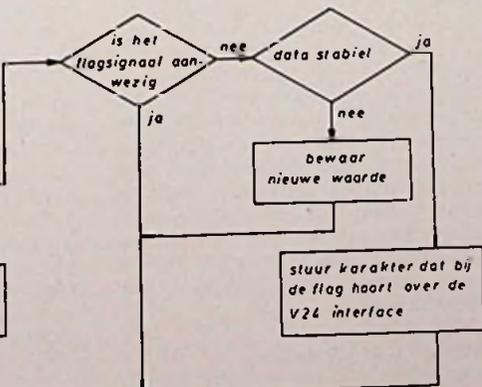 is het
flagsignaal aan-
wezig
nee
data stabiel
ja
ja
nee
bewaar
nieuwe waarde
stuur karakter dat bij
de flag hoort over de
V24 interface